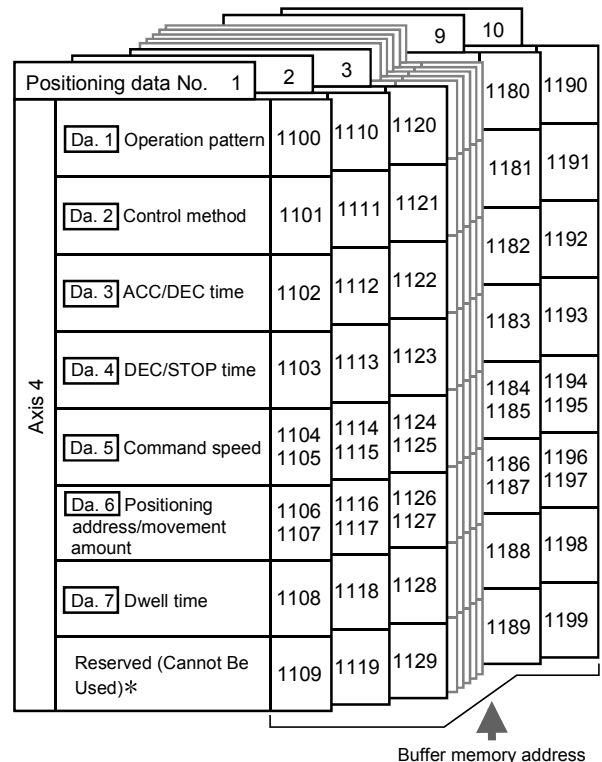 9 10
Positioning data No. 1 2 3
Axis 4
Da. 1 Operation pattern 1100 1110 1120 1180 1190
Da. 2 Control method 1101 1111 1121 1181 1191
Da. 3 ACC/DEC time 1102 1112 1122 1182 1192
Da. 4 DEC/STOP time 1103 1113 1123 1183 1193
Da. 5 Command speed 1104 1114 1124 1184 1194
1105 1115 1125 1185 1195
Da. 6 Positioning 1106 1116 1126 1186 1196
address/movement 1107 1117 1127 1187 1197
amount
Da. 7 Dwell time 1108 1118 1128 1188 1198
Reserved (Cannot Be 1109 1119 1129 1189 1199
Used)*
Buffer memory address